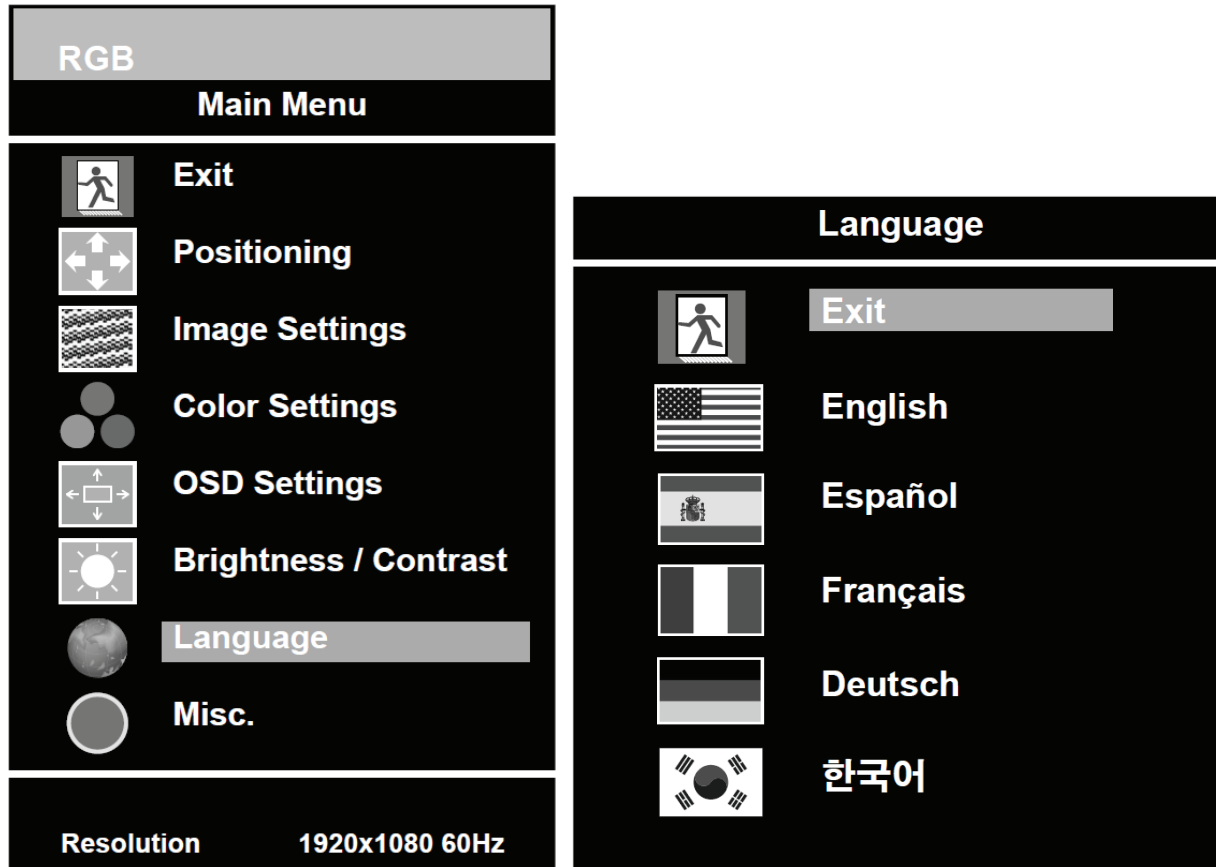 RGB
Main Menu
Exit
Positioning
Image Settings
Color Settings
OSD Settings
Brightness / Contrast
Language
Misc.
Resolution 1920x1080 60Hz
Language
Exit
English
Español
Français
Deutsch
한국어